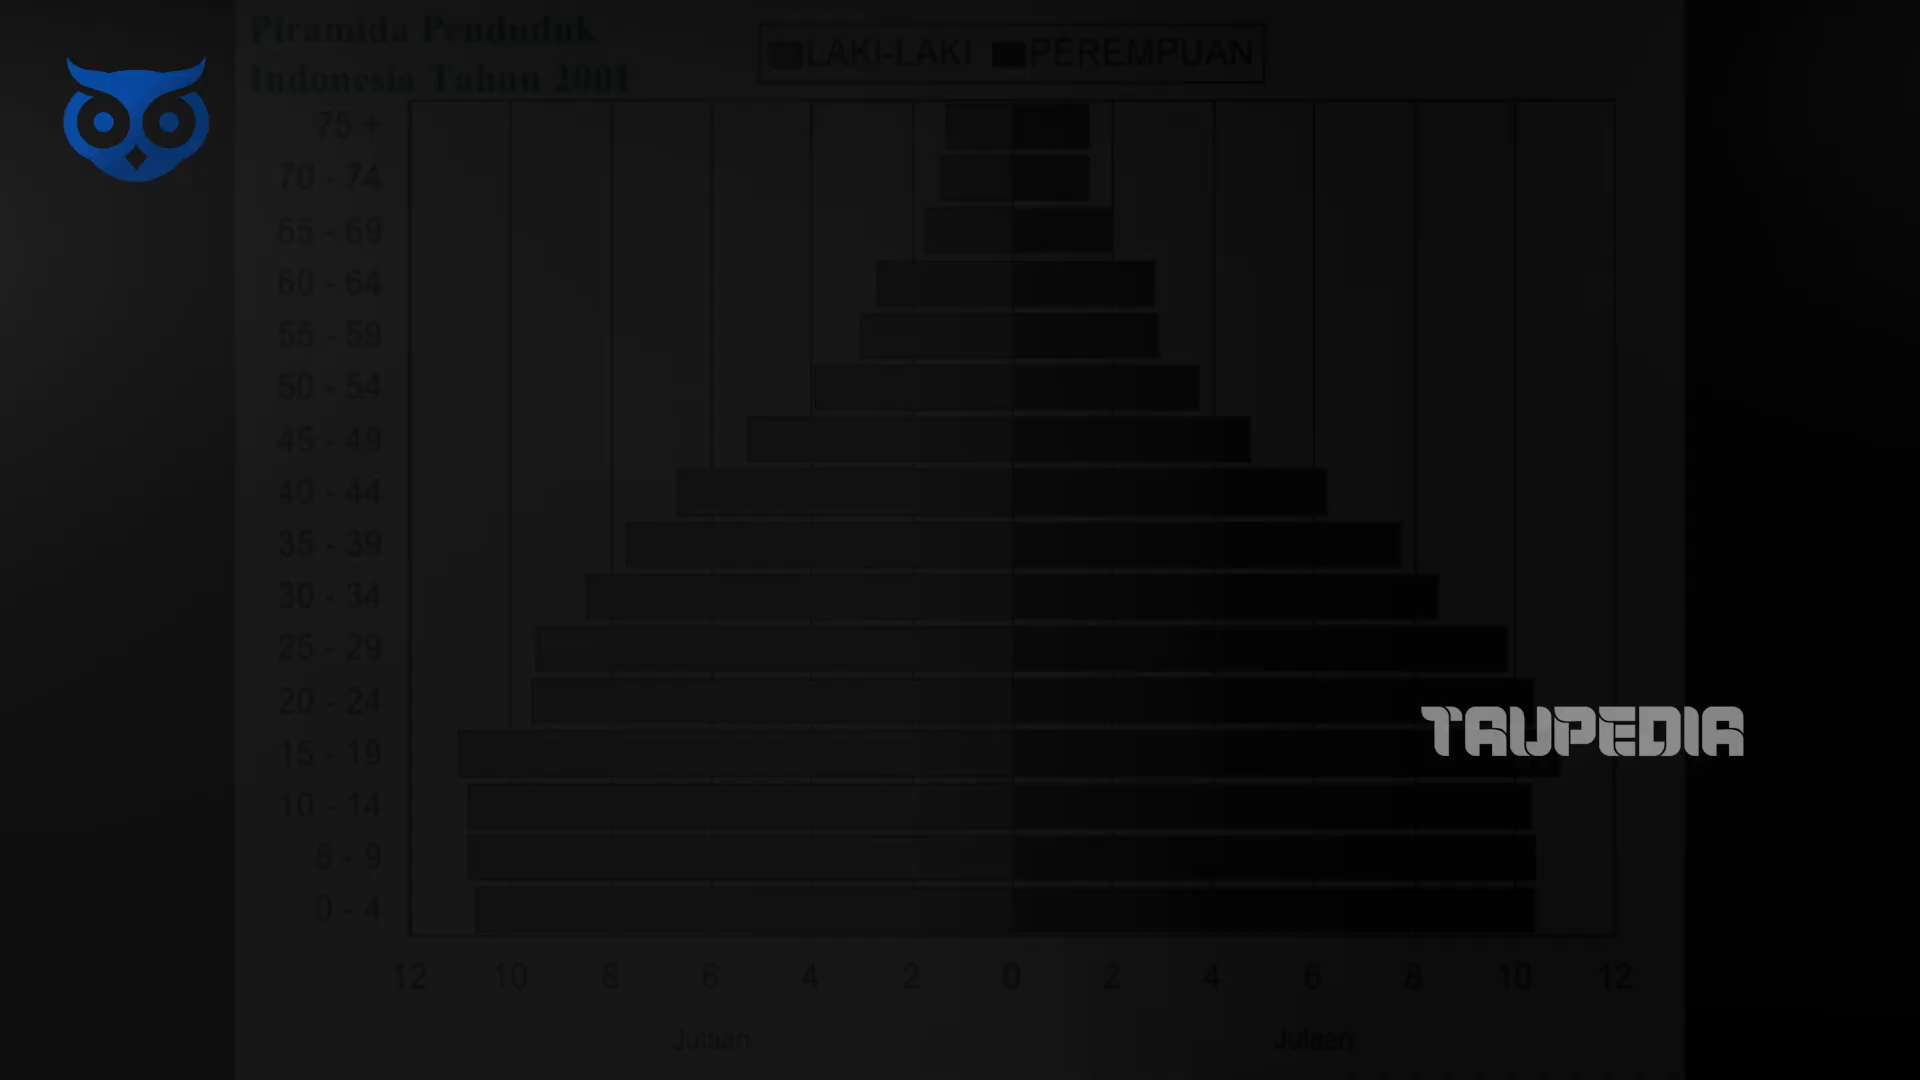 Piramida Penduduk
Indonesia Tahun 2001
LAKI-LAKI PEREMPUAN
75 +
70 - 74
65 - 69
60 - 64
55 - 59
50 - 54
45 - 49
40 - 44
35 - 39
30 - 34
25 - 29
20 - 24
15 - 19
10 - 14
5 - 9
0 - 4
12 10 8 6 4 2 0 2 4 6 8 10 12
Jutaan Jutaan
TAUPEDIA